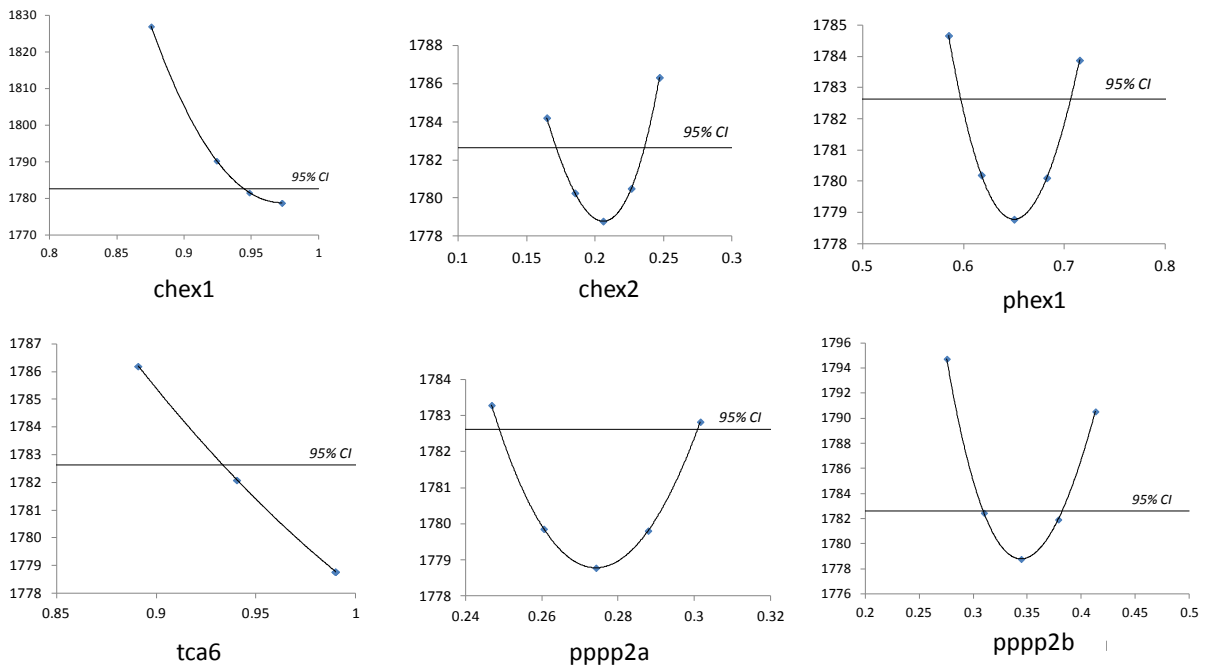 1830
1820
1810
1800
1790
1780
1770
95% CI
0.8 0.85 0.9 0.95 1
chex1
1788
1786
1784
1782
1780
1778
95% CI
0.1 0.15 0.2 0.25 0.3
chex2
1785
1784
1783
1782
1781
1780
1779
1778
95% CI
0.5 0.6 0.7 0.8
phex1
1787
1786
1785
1784
1783
1782
1781
1780
1779
1778
95% CI
0.85 0.9 0.95 1
tca6
1784
1783
1782
1781
1780
1779
1778
95% CI
0.24 0.26 0.28 0.3 0.32
pppp2a
1796
1794
1792
1790
1788
1786
1784
1782
1780
1778
1776
95% CI
0.2 0.25 0.3 0.35 0.4 0.45 0.5
pppp2b